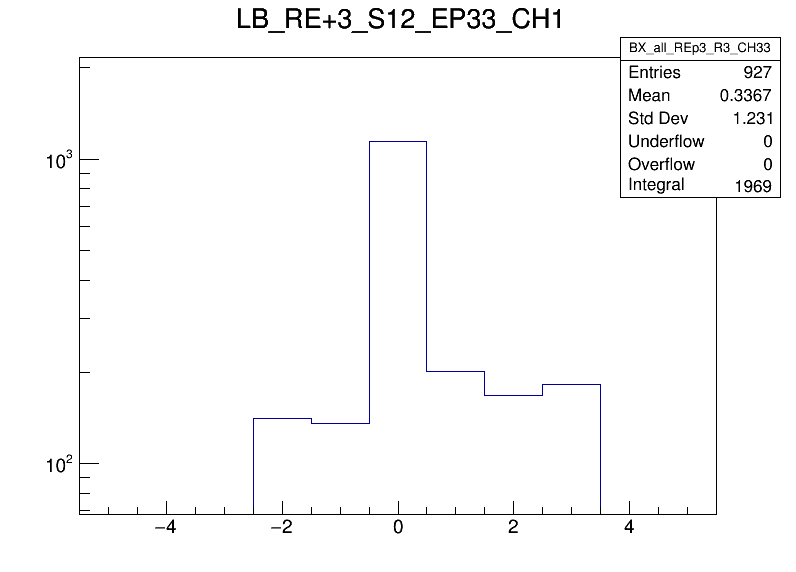 LB_RE+3_S12_EP33_CH1
BX_all_REp3_R3_CH33
Entries 927
Mean 0.3367
Std Dev 1.231
Underflow 0
Overflow 0
Integral 1969
10³
10²
−4 −2 0 2 4